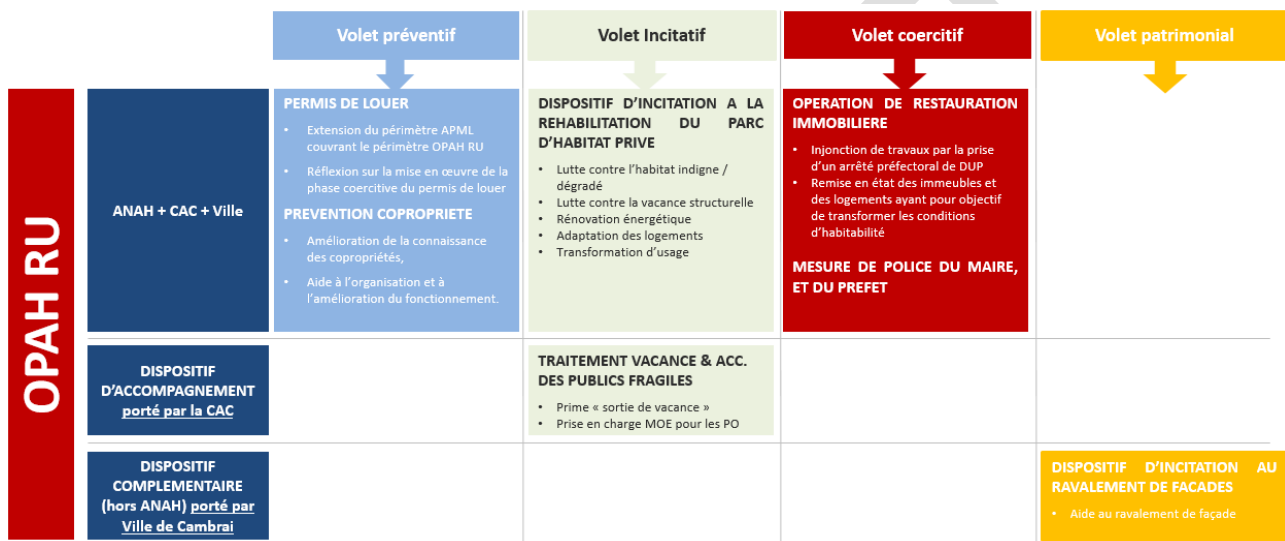 Volet préventif
Volet Incitatif
Volet coercitif
Volet patrimonial
OPAH RU
ANAH + CAC + Ville
PERMIS DE LOUER
• Extension du périmètre APML
couvrant le périmètre OPAH RU
• Réflexion sur la mise en œuvre de la
phase coercitive du permis de louer
PREVENTION COPROPRIETE
• Amélioration de la connaissance
des copropriétés,
• Aide à l'organisation et à
l'amélioration du fonctionnement.
DISPOSITIF D'INCITATION A LA
REHABILITATION DU PARC
D'HABITAT PRIVE
• Lutte contre l'habitat indigne /
dégradé
• Lutte contre la vacance structurelle
• Rénovation énergétique
• Adaptation des logements
• Transformation d'usage
OPERATION DE RESTAURATION
IMMOBILIERE
• Injonction de travaux par la prise
d'un arrêté préfectoral de DUP
• Remise en état des immeubles et
des logements ayant pour objectif
de transformer les conditions
d'habitabilité
MESURE DE POLICE DU MAIRE,
ET DU PREFET
DISPOSITIF
D'ACCOMPAGNEMENT
porté par la CAC
TRAITEMENT VACANCE & ACC.
DES PUBLICS FRAGILES
• Prime « sortie de vacance »
• Prise en charge MOE pour les PO
DISPOSITIF
COMPLEMENTAIRE
(hors ANAH) porté par
Ville de Cambrai
DISPOSITIF D'INCITATION AU
RAVALEMENT DE FACADES
• Aide au ravalement de façade